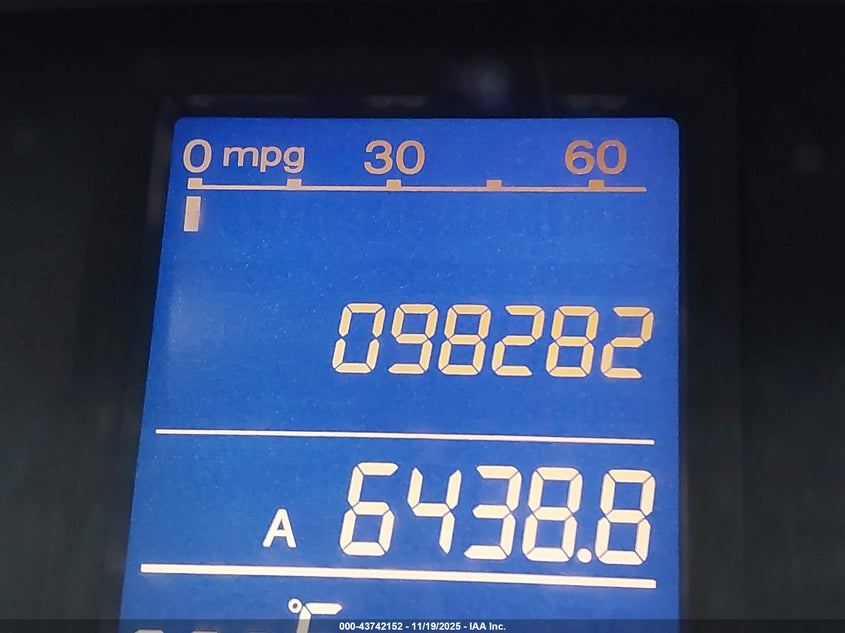 0 mpg 30 60
098282
A 6438.8
°F
000-43742152 - 11/19/2025 - IAA Inc.